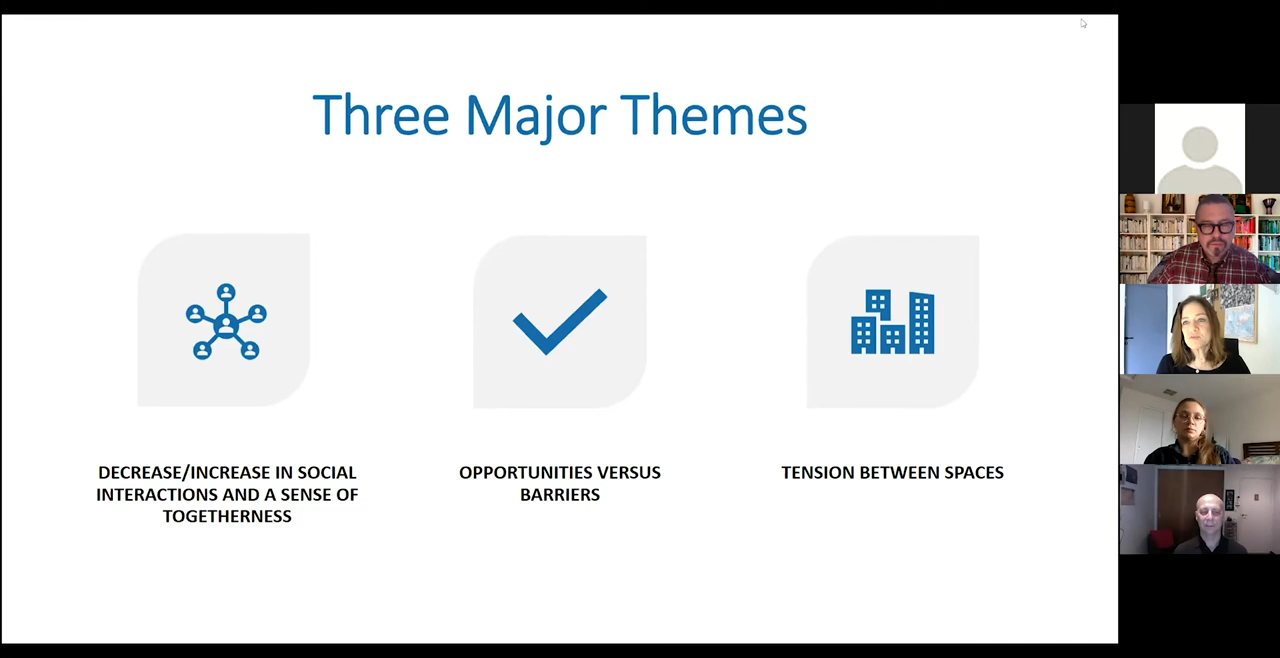 Three Major Themes
DECREASE/INCREASE IN SOCIAL
INTERACTIONS AND A SENSE OF
TOGETHERNESS
OPPORTUNITIES VERSUS
BARRIERS
TENSION BETWEEN SPACES